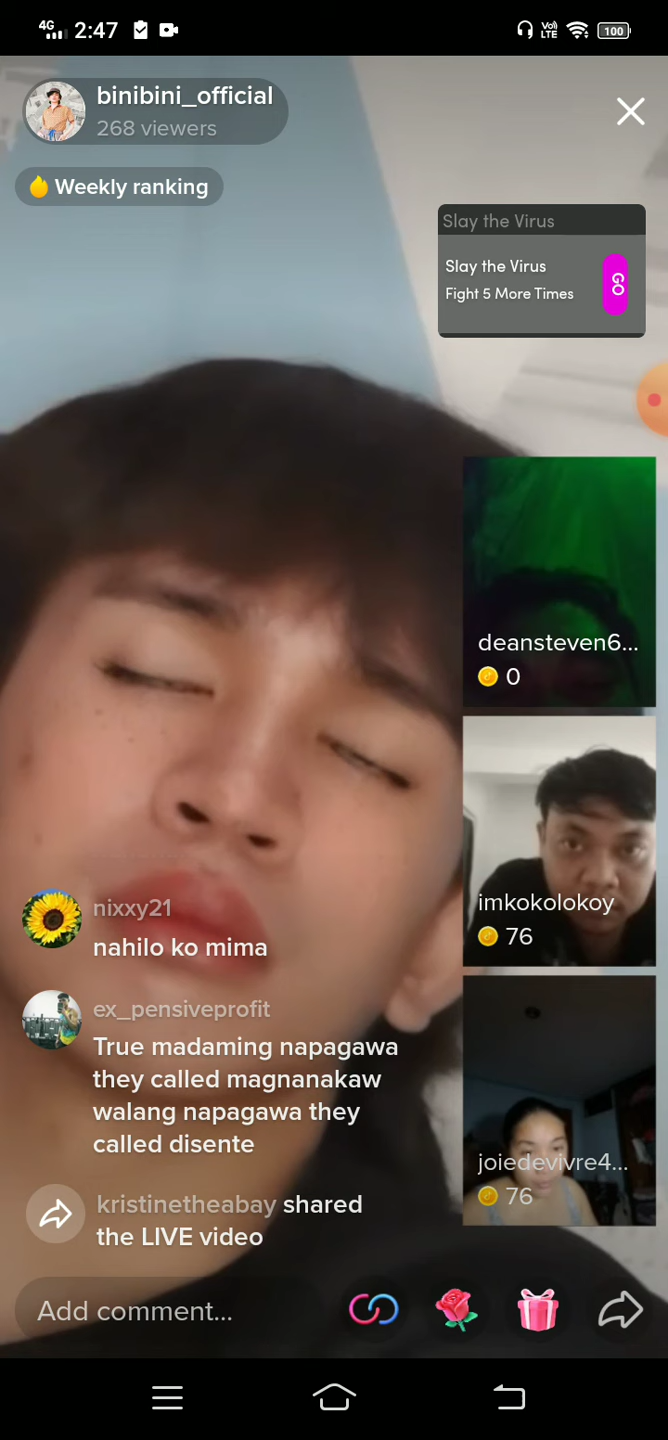 4G 2:47 Vo) LTE 100
binibini_official
268 viewers
Weekly ranking
Slay the Virus
Slay the Virus
Fight 5 More Times
GO
deansteven6...
0
imkokolokoy
76
joiedevivre4...
76
nixxy21
nahilo ko mima
ex_pensiveprofit
True madaming napagawa
they called magnanakaw
walang napagawa they
called disente
kristinetheabay shared
the LIVE video
Add comment...